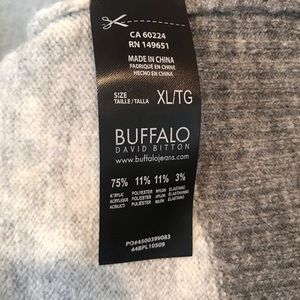 CA 60224
RN 149651
MADE IN CHINA
FABRIQUÉ EN CHINE
HECHO EN CHINA
SIZE
TAILLE/TALLA
XL/TG
BUFFALO
DAVID BITTON
www.buffalojeans.com
75% 11% 11% 3%
ACRYLIC POLYESTER NYLON ELASTANE
ACRYLIQUE POLYESTER NYLON ÉLASTHANNE
POLIÉSTER ELASTANO
PO#4500399083
448PL10509